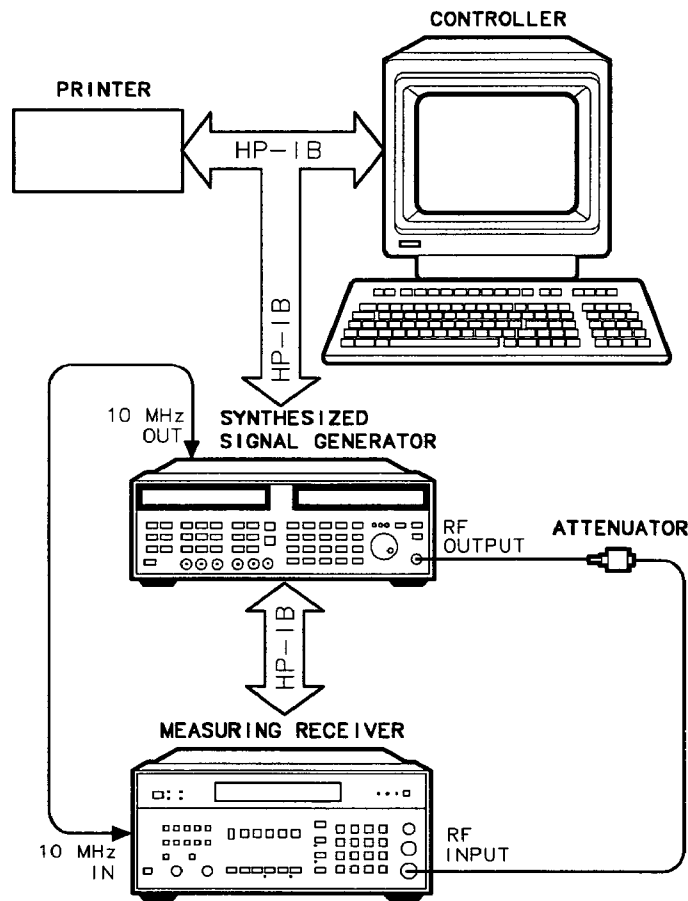 CONTROLLER
PRINTER
HP-IB
HP-IB
10 MHz
OUT
SYNTHESIZED
SIGNAL GENERATOR
RF
OUTPUT
ATTENUATOR
HP-IB
MEASURING RECEIVER
10 MHz
IN
RF
INPUT